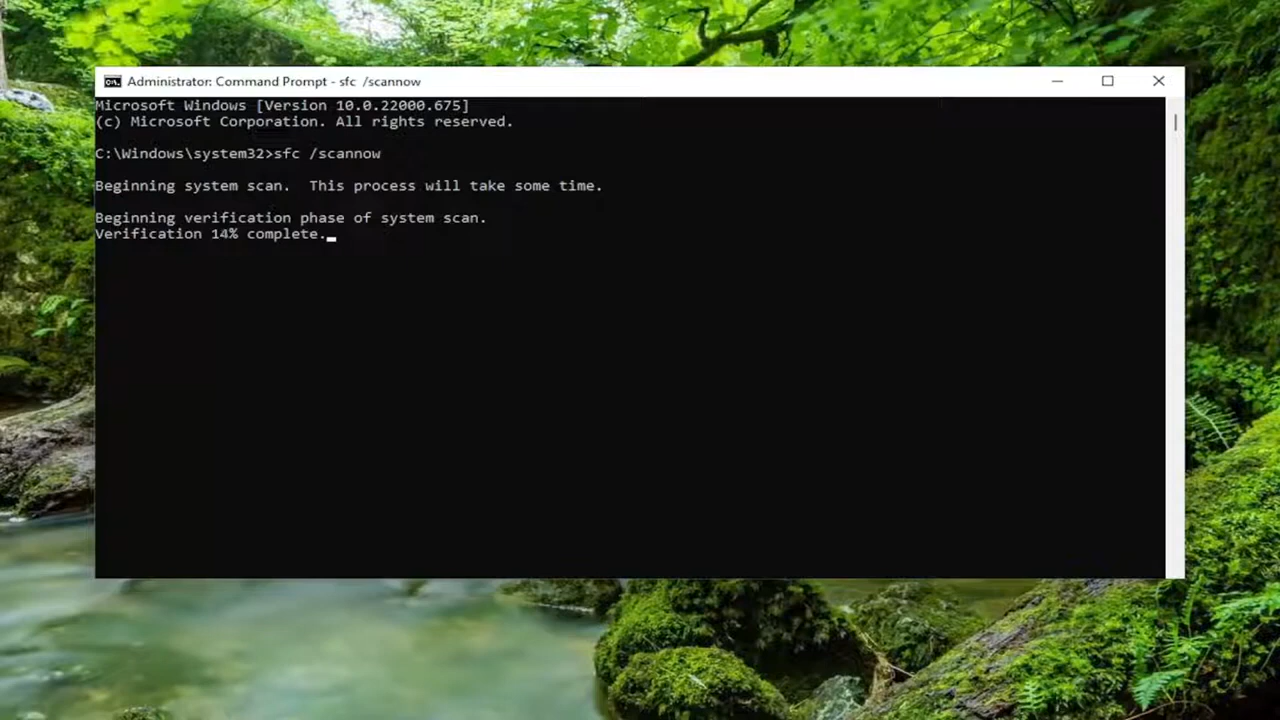 Administrator: Command Prompt - sfc  /scannow
Microsoft Windows [Version 10.0.22000.675]
(c) Microsoft Corporation. All rights reserved.
C:\Windows\system32>sfc /scannow
Beginning system scan.  This process will take some time.
Beginning verification phase of system scan.
Verification 14% complete.